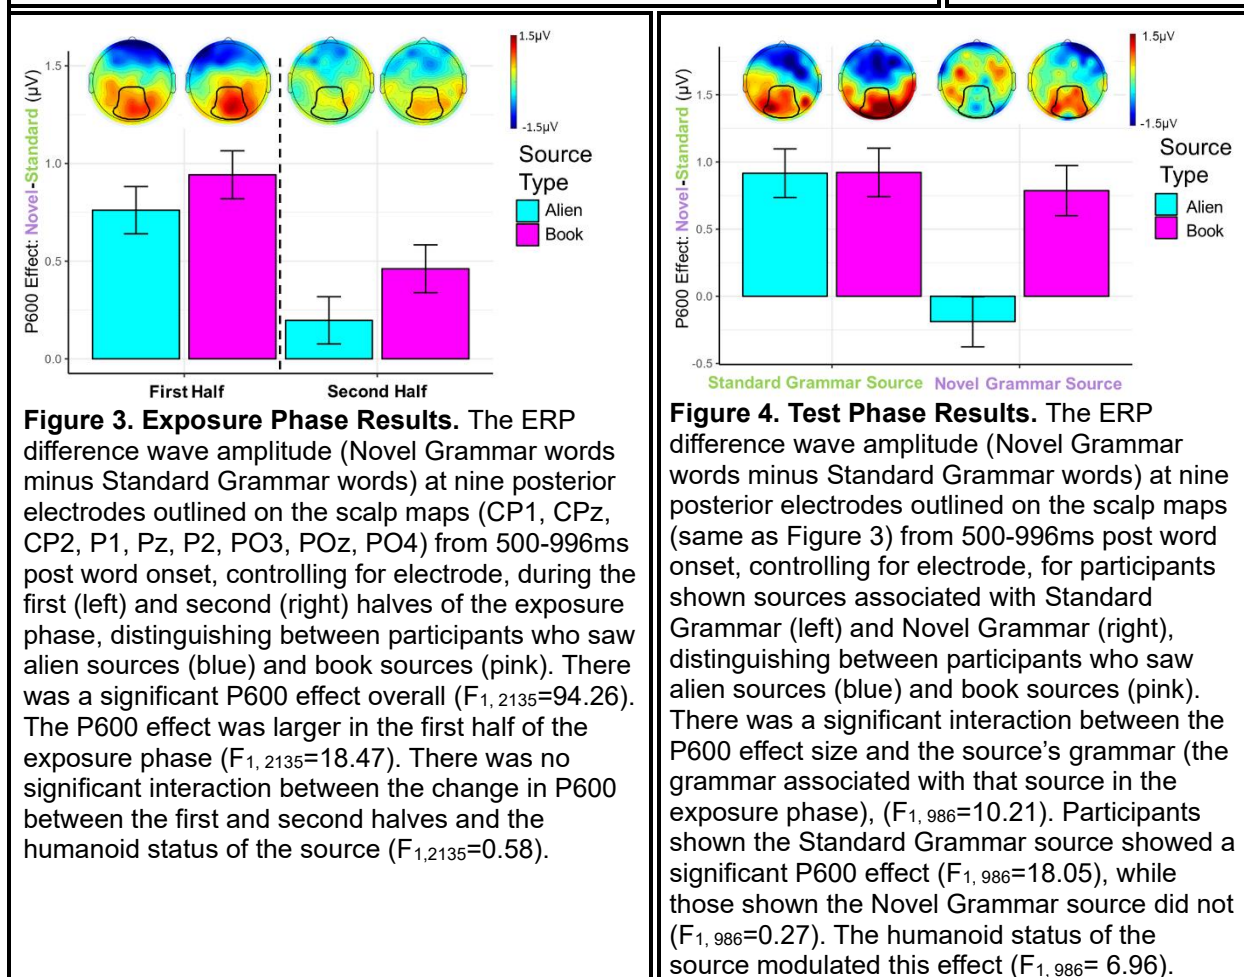 1.5µV
-1.5µV
P600 Effect: Novel-Standard (µV)
1.5
1.0
0.5
0.0
Source
Type
Alien
Book
First Half
Second Half
Figure 3. Exposure Phase Results. The ERP
difference wave amplitude (Novel Grammar words
minus Standard Grammar words) at nine posterior
electrodes outlined on the scalp maps (CP1, CPz,
CP2, P1, Pz, P2, PO3, POz, PO4) from 500-996ms
post word onset, controlling for electrode, during the
first (left) and second (right) halves of the exposure
phase, distinguishing between participants who saw
alien sources (blue) and book sources (pink). There
was a significant P600 effect overall (F1, 2135=94.26).
The P600 effect was larger in the first half of the
exposure phase (F1, 2135=18.47). There was no
significant interaction between the change in P600
between the first and second halves and the
humanoid status of the source (F1,2135=0.58).
1.5µV
-1.5µV
P600 Effect: Novel-Standard (µV)
1.5
1.0
0.5
0.0
-0.5
Source
Type
Alien
Book
Standard Grammar Source
Novel Grammar Source
Figure 4. Test Phase Results. The ERP
difference wave amplitude (Novel Grammar
words minus Standard Grammar words) at nine
posterior electrodes outlined on the scalp maps
(same as Figure 3) from 500-996ms post word
onset, controlling for electrode, for participants
shown sources associated with Standard
Grammar (left) and Novel Grammar (right),
distinguishing between participants who saw
alien sources (blue) and book sources (pink).
There was a significant interaction between the
P600 effect size and the source's grammar (the
grammar associated with that source in the
exposure phase), (F1, 986=10.21). Participants
shown the Standard Grammar source showed a
significant P600 effect (F1, 986=18.05), while
those shown the Novel Grammar source did not
(F1, 986=0.27). The humanoid status of the
source modulated this effect (F1, 986= 6.96).